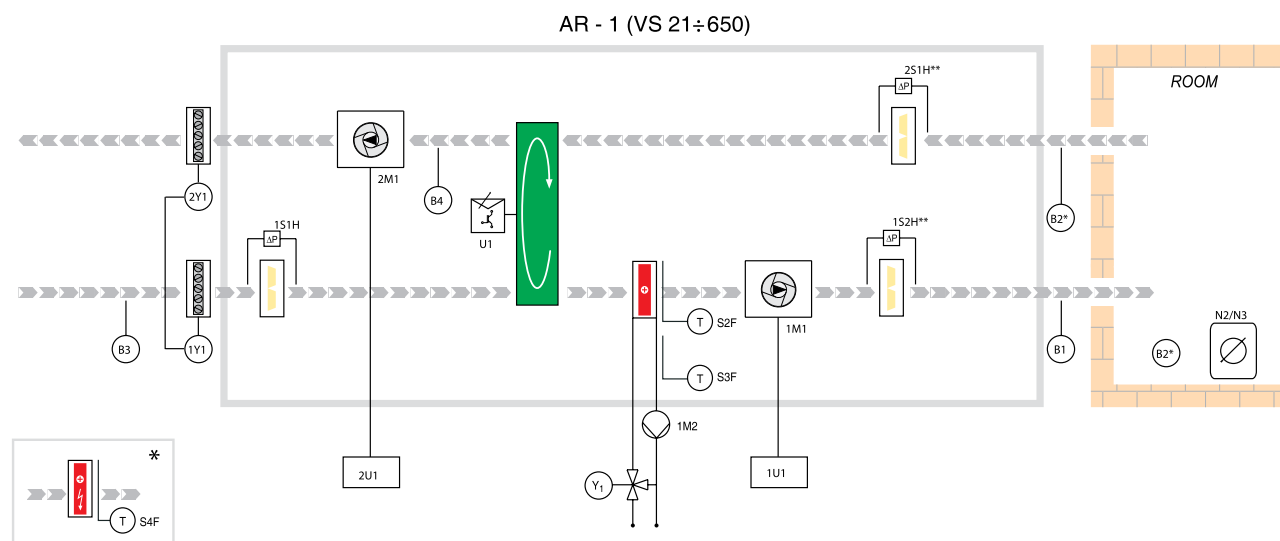 AR - 1 (VS 21÷650)
2S1H**
ΔP
ROOM
2M1
2Y1
B4
U1
B2*
1S1H
ΔP
1S2H**
ΔP
N2/N3
S2F
T
1M1
B3
1Y1
B1
B2*
T
S3F
1M2
*
2U1
1U1
Y1
T
S4F